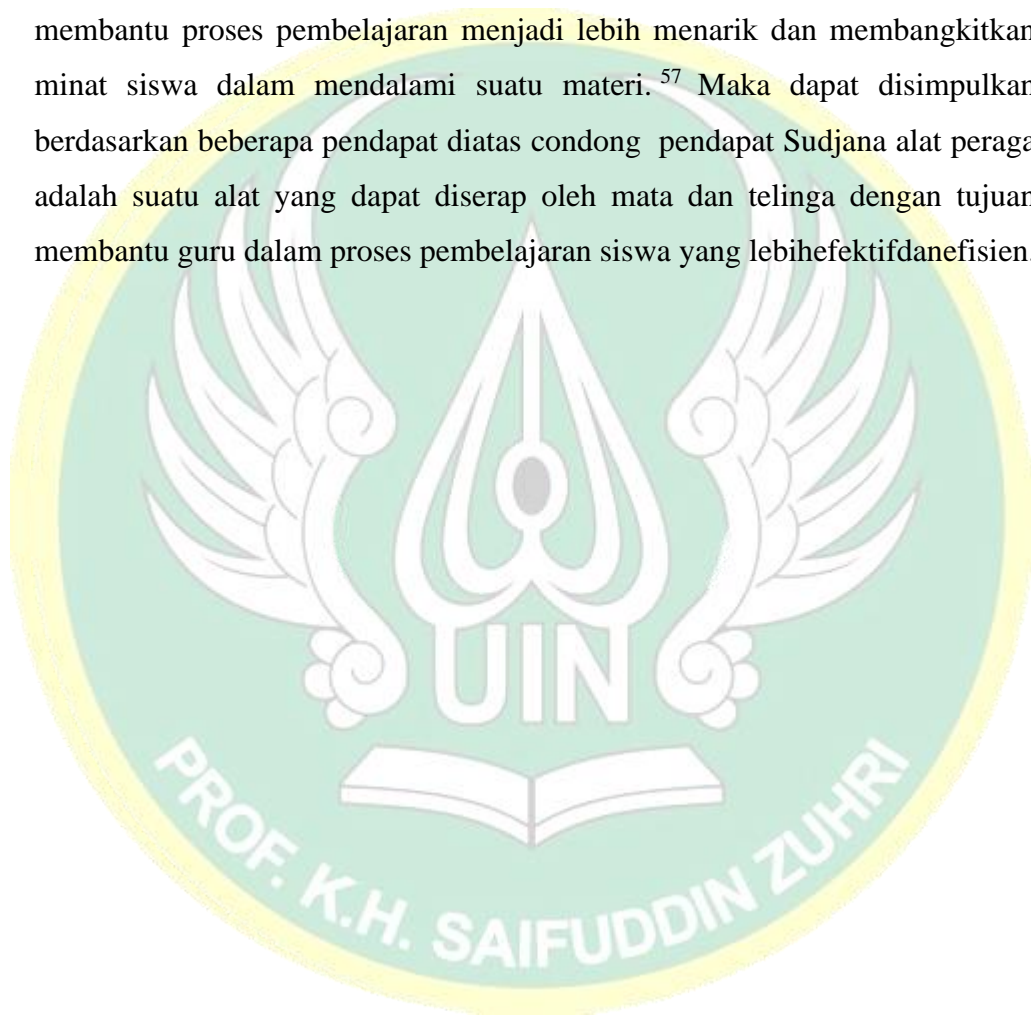 membantu proses pembelajaran menjadi lebih menarik dan membangkitkan
minat siswa dalam mendalami suatu materi. 57 Maka dapat disimpulkan
berdasarkan beberapa pendapat diatas condong pendapat Sudjana alat peraga
adalah suatu alat yang dapat diserap oleh mata dan telinga dengan tujuan
membantu guru dalam proses pembelajaran siswa yang lebihefektifdanefisien.
UIN
PROF. K.H. SAIFUDDIN ZUHRI